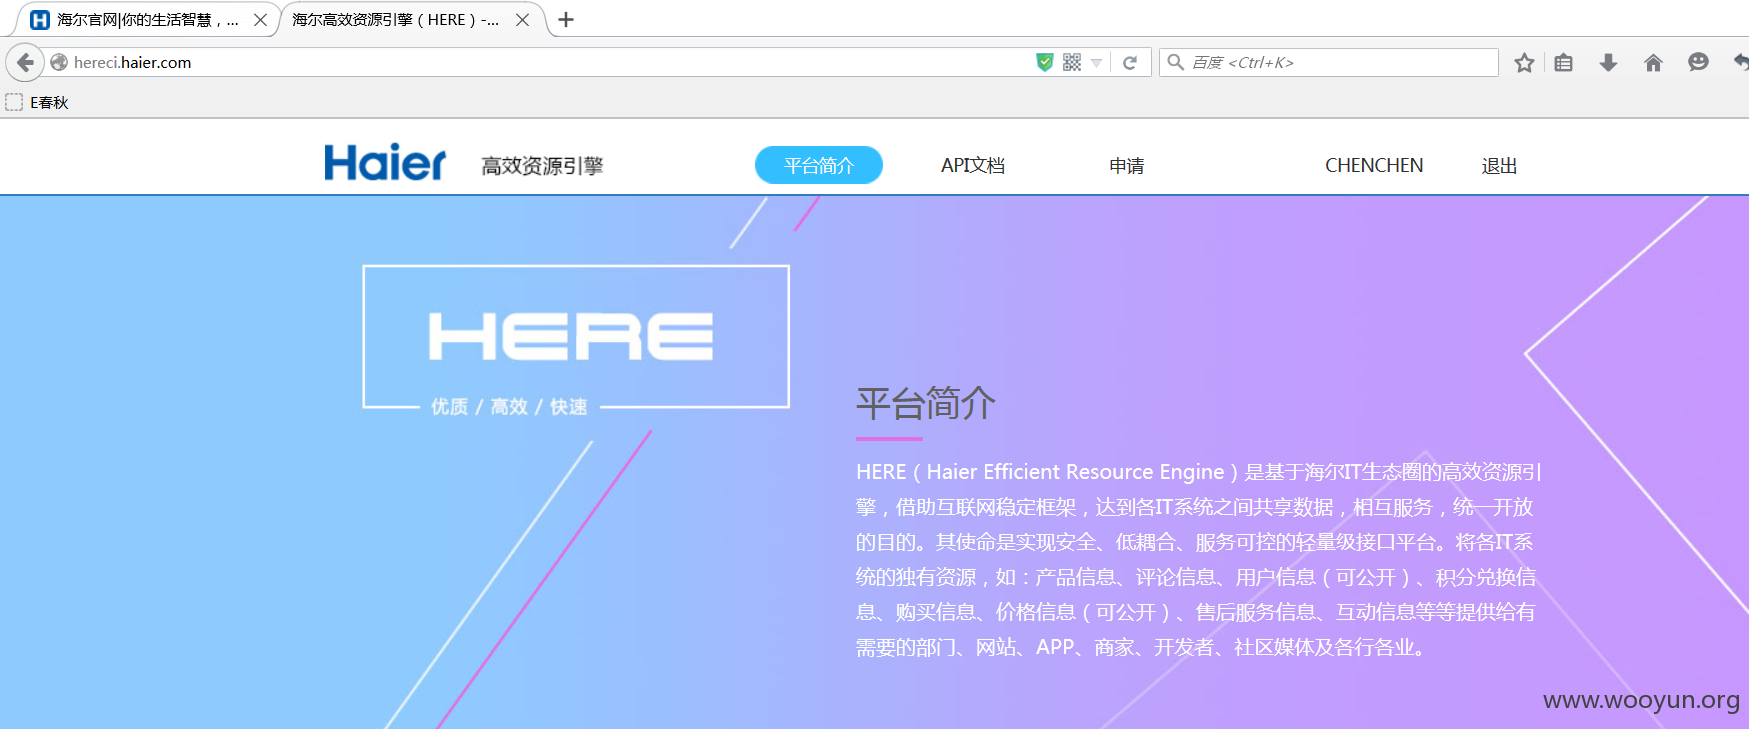 海尔官网|你的生活智慧，...
海尔高效资源引擎（HERE）-...
hereci.haier.com
百度 <Ctrl+K>
E春秋
Haier
高效资源引擎
平台简介
API文档
申请
CHENCHEN
退出
HERE
优质 / 高效 / 快速
平台简介
HERE（Haier Efficient Resource Engine）是基于海尔IT生态圈的高效资源引
擎，借助互联网稳定框架，达到各IT系统之间共享数据，相互服务，统一开放
的目的。其使命是实现安全、低耦合、服务可控的轻量级接口平台。将各IT系
统的独有资源，如：产品信息、评论信息、用户信息（可公开）、积分兑换信
息、购买信息、价格信息（可公开）、售后服务信息、互动信息等等提供给有
需要的部门、网站、APP、商家、开发者、社区媒体及各行各业。
www.wooyun.org